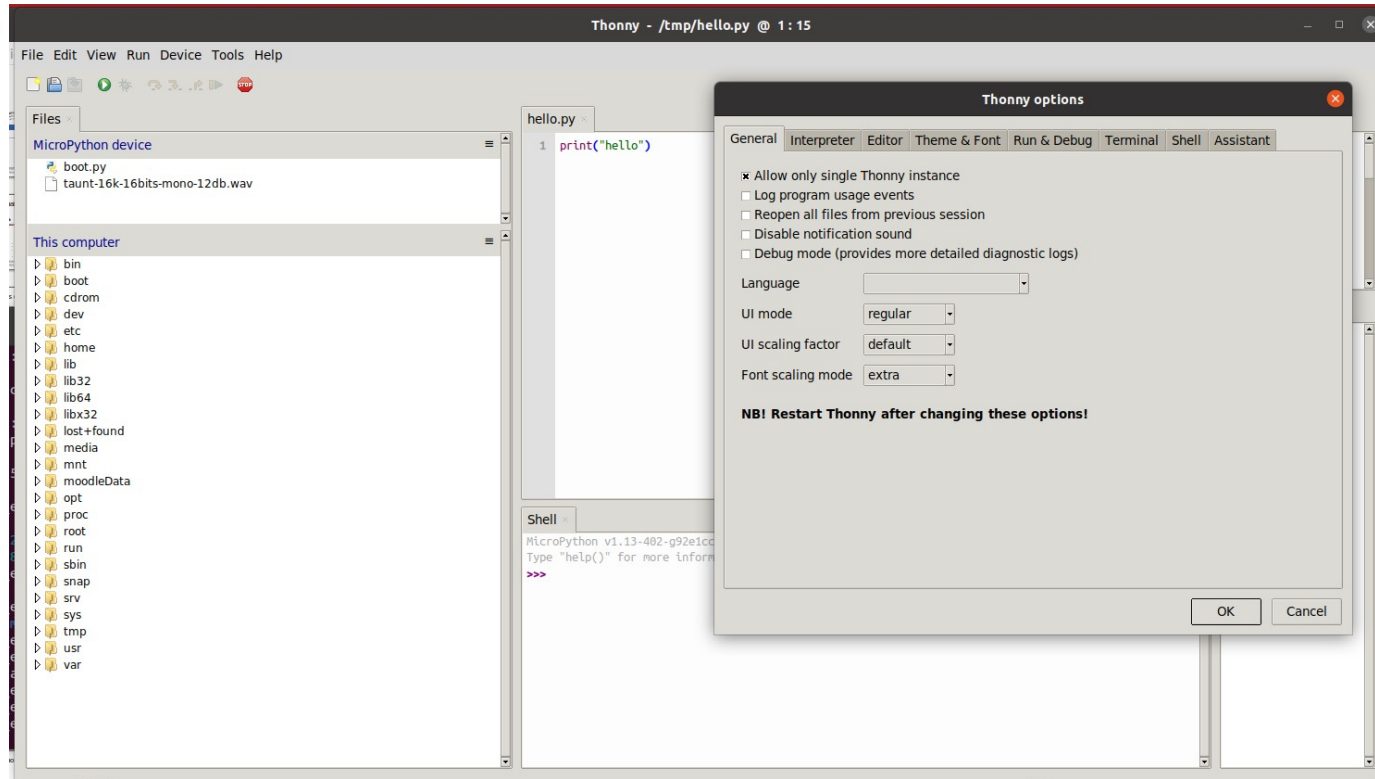 Thonny - /tmp/hello.py @ 1 : 15
File Edit View Run Device Tools Help
STOP
Files
MicroPython device
boot.py
taunt-16k-16bits-mono-12db.wav
This computer
bin
boot
cdrom
dev
etc
home
lib
lib32
lib64
libx32
lost+found
media
mnt
moodleData
opt
proc
root
run
sbin
snap
srv
sys
tmp
usr
var
hello.py
1 print("hello")
Shell
MicroPython v1.13-402-g92e1cc
Type "help()" for more inform
>>>
Thonny options
General Interpreter Editor Theme & Font Run & Debug Terminal Shell Assistant
Allow only single Thonny instance
Log program usage events
Reopen all files from previous session
Disable notification sound
Debug mode (provides more detailed diagnostic logs)
Language
UI mode regular
UI scaling factor default
Font scaling mode extra
NB! Restart Thonny after changing these options!
OK Cancel